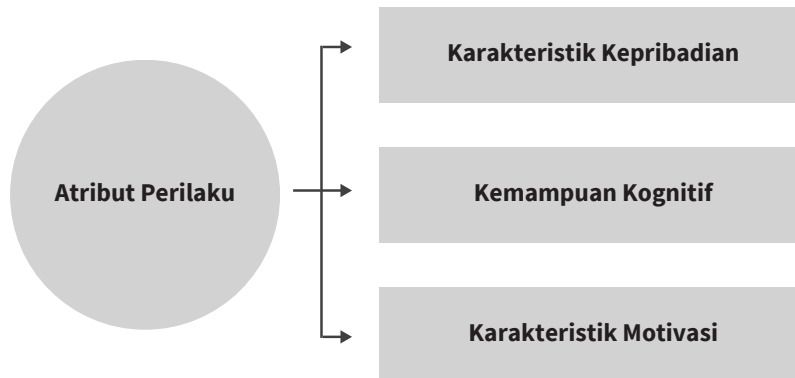 Atribut Perilaku
Karakteristik Kepribadian
Kemampuan Kognitif
Karakteristik Motivasi